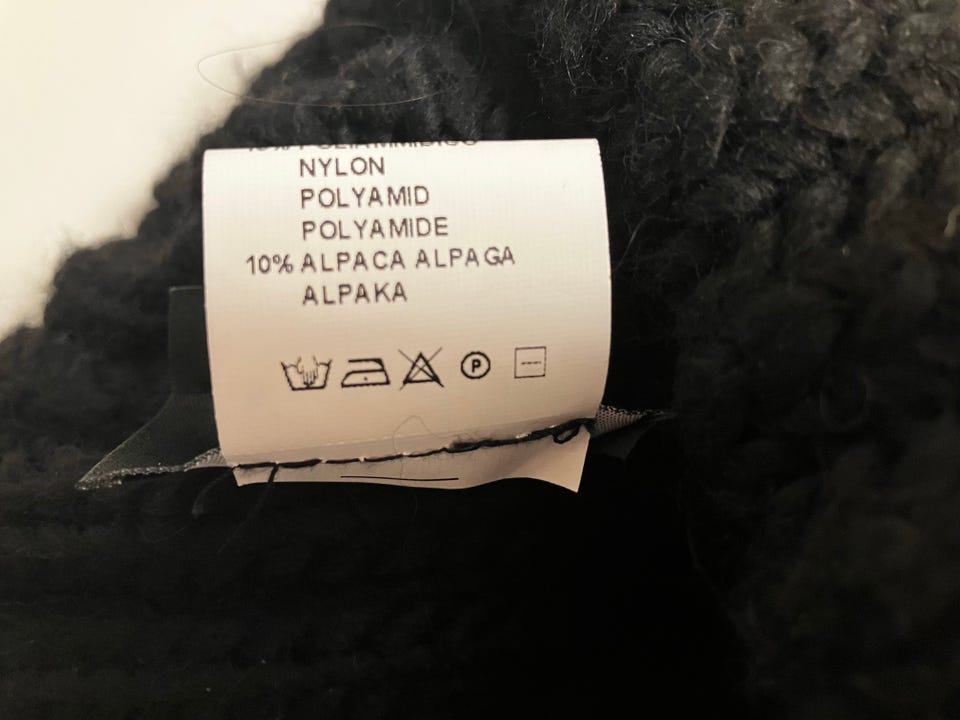 NYLON
POLYAMID
POLYAMIDE
10% ALPACA ALPAGA
ALPAKA
P